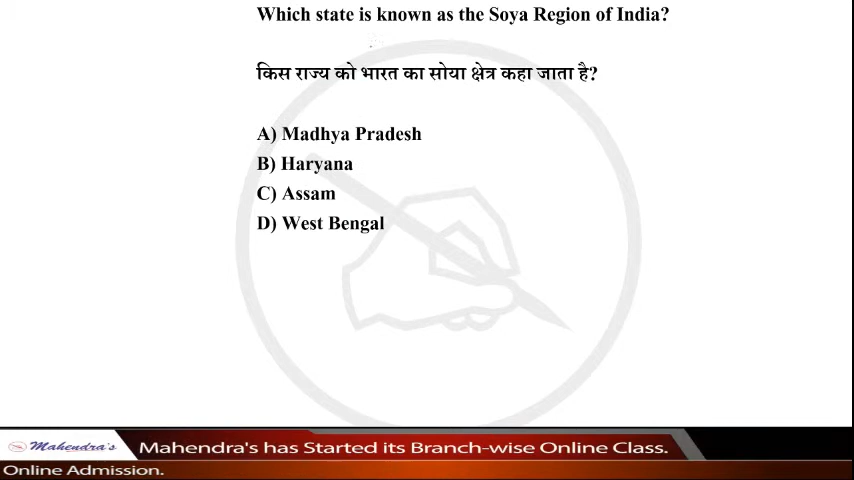 Which state is known as the Soya Region of India?
किस राज्य को भारत का सोया क्षेत्र कहा जाता है?
A) Madhya Pradesh
B) Haryana
C) Assam
D) West Bengal
Mahendra's
Mahendra's has Started its Branch-wise Online Class.
Online Admission.